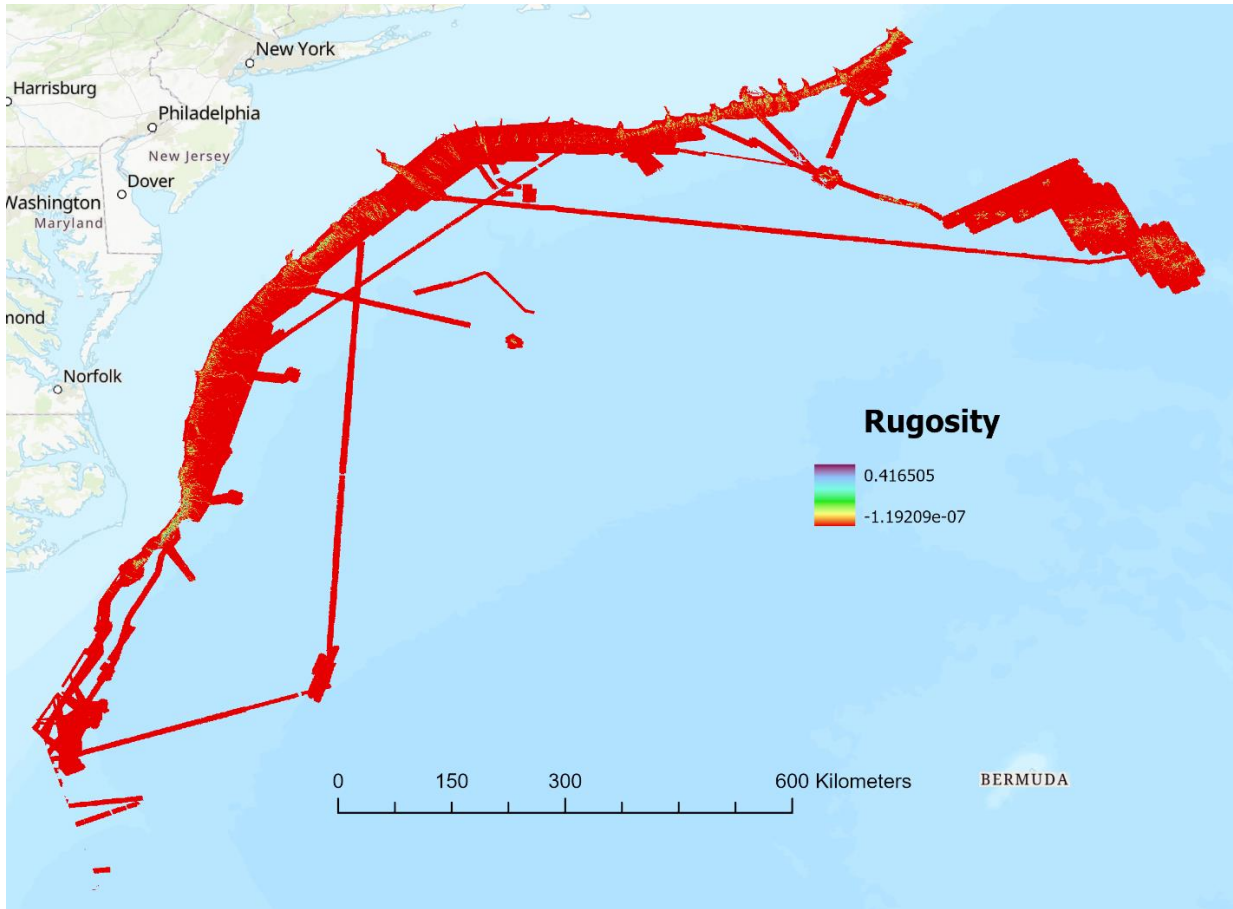 New York
Harrisburg
Philadelphia
New Jersey
Dover
Washington
Maryland
mond
Norfolk
Rugosity
0.416505
-1.19209e-07
0 150 300 600 Kilometers
BERMUDA